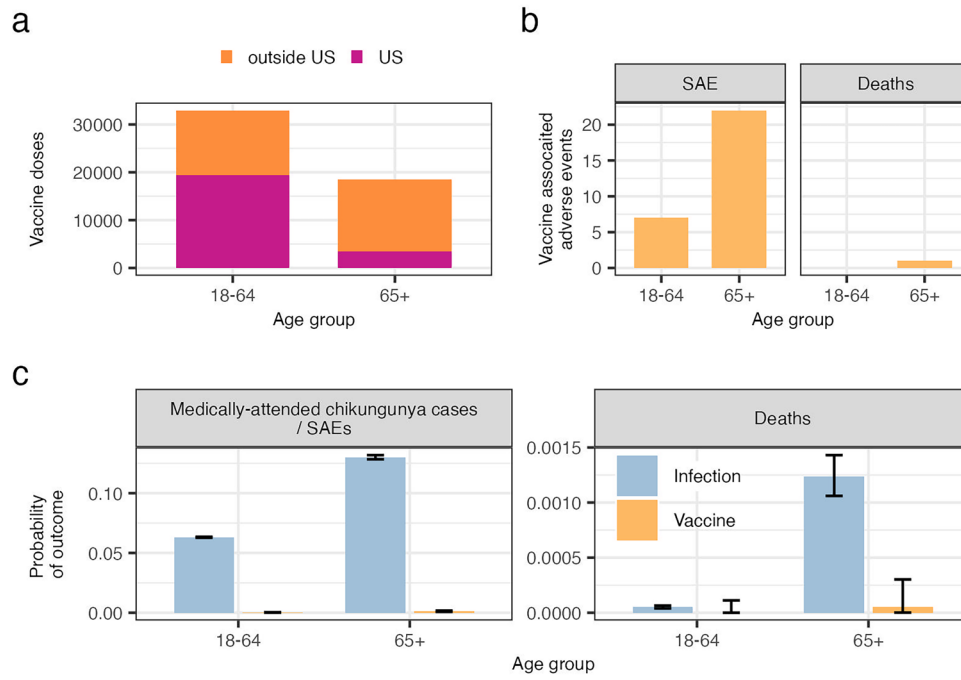 a
outside US
US
Vaccine doses
30000
20000
10000
0
18-64
65+
Age group
b
SAE
Deaths
Vaccine assocaited
adverse events
20
15
10
5
0
18-64
65+
18-64
65+
Age group
c
Medically-attended chikungunya cases
/ SAEs
Deaths
Probability
of outcome
0.10
0.05
0.00
0.0015
0.0010
0.0005
0.0000
Infection
Vaccine
18-64
65+
18-64
65+
Age group